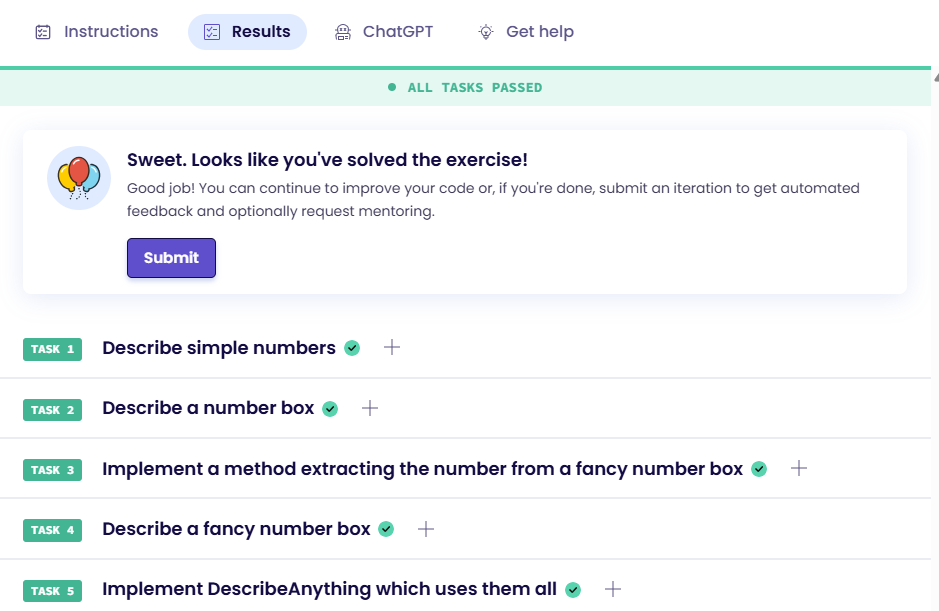 Instructions
Results
ChatGPT
Get help
ALL TASKS PASSED
Sweet. Looks like you've solved the exercise!
Good job! You can continue to improve your code or, if you're done, submit an iteration to get automated
feedback and optionally request mentoring.
Submit
TASK 1 Describe simple numbers
TASK 2 Describe a number box
TASK 3 Implement a method extracting the number from a fancy number box
TASK 4 Describe a fancy number box
TASK 5 Implement DescribeAnything which uses them all